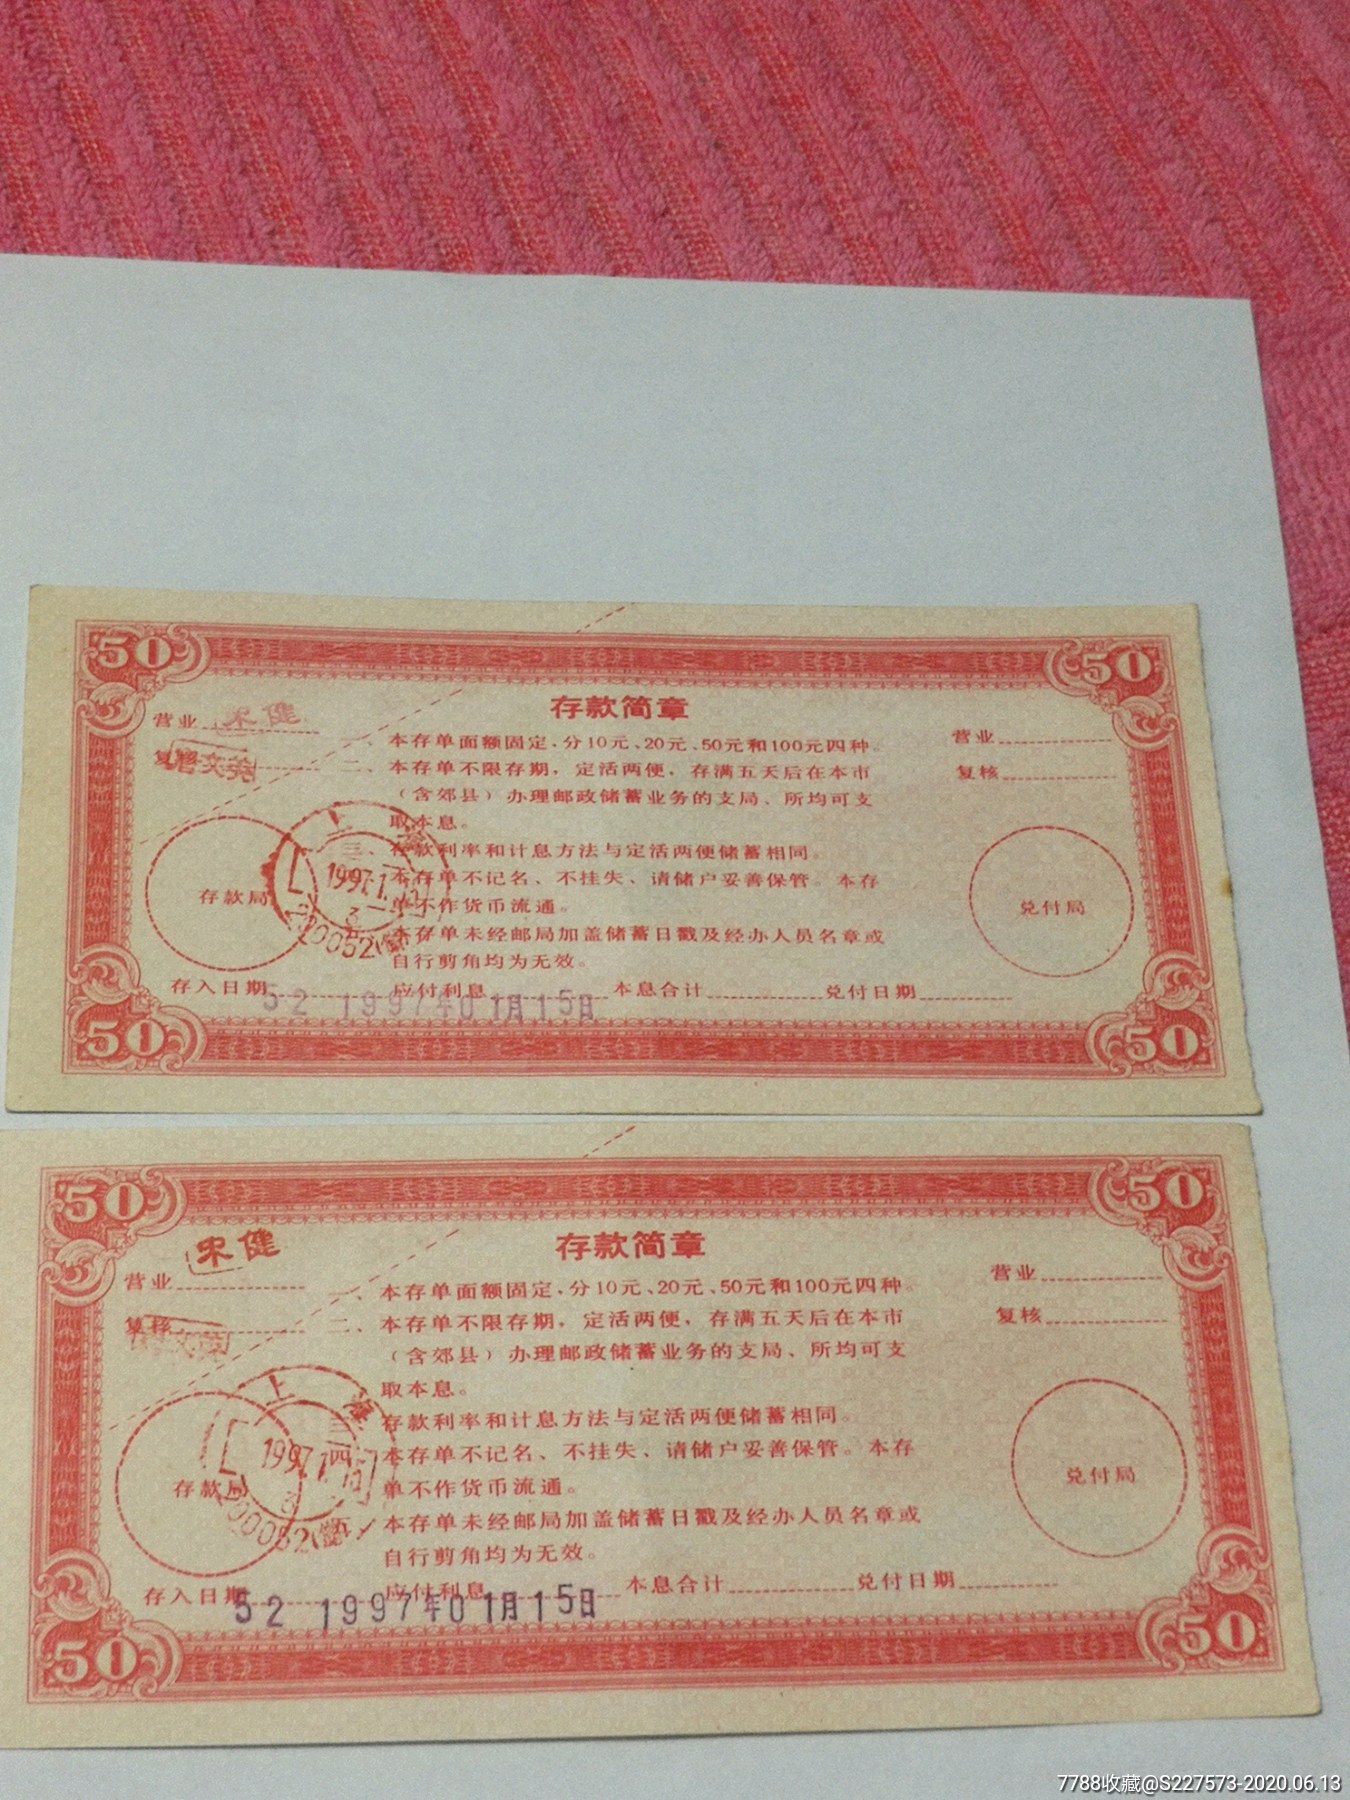 50
50
存款简章
营业
宋健
营业
一、本存单面额固定，分10元、20元、50元和100元四种。
复核
复核
二、本存单不限存期，定活两便，存满五天后在本市
（含郊县）办理邮政储蓄业务的支局、所均可支
取本息。
上
三、存款利率和计息方法与定活两便储蓄相同。
1997.1
本存单不记名、不挂失、请储户妥善保管。本存
存款局
单不作货币流通。
兑付局
本存单未经邮局加盖储蓄日戳及经办人员名章或
自行剪角均为无效。
存入日期
应付利息
本息合计
兑付日期
52 1997年01月15日
50
50
50
50
存款简章
宋健
营业
营业
一、本存单面额固定，分10元、20元、50元和100元四种。
复核
复核
二、本存单不限存期，定活两便，存满五天后在本市
（含郊县）办理邮政储蓄业务的支局、所均可支
取本息。
上海
三、存款利率和计息方法与定活两便储蓄相同。
1997.1
四、本存单不记名、不挂失、请储户妥善保管。本存
存款局
单不作货币流通。
兑付局
200052
五、本存单未经邮局加盖储蓄日戳及经办人员名章或
自行剪角均为无效。
存入日期
应付利息
本息合计
兑付日期
52 1997年01月15日
50
50
7788收藏@S227573-2020.06.13